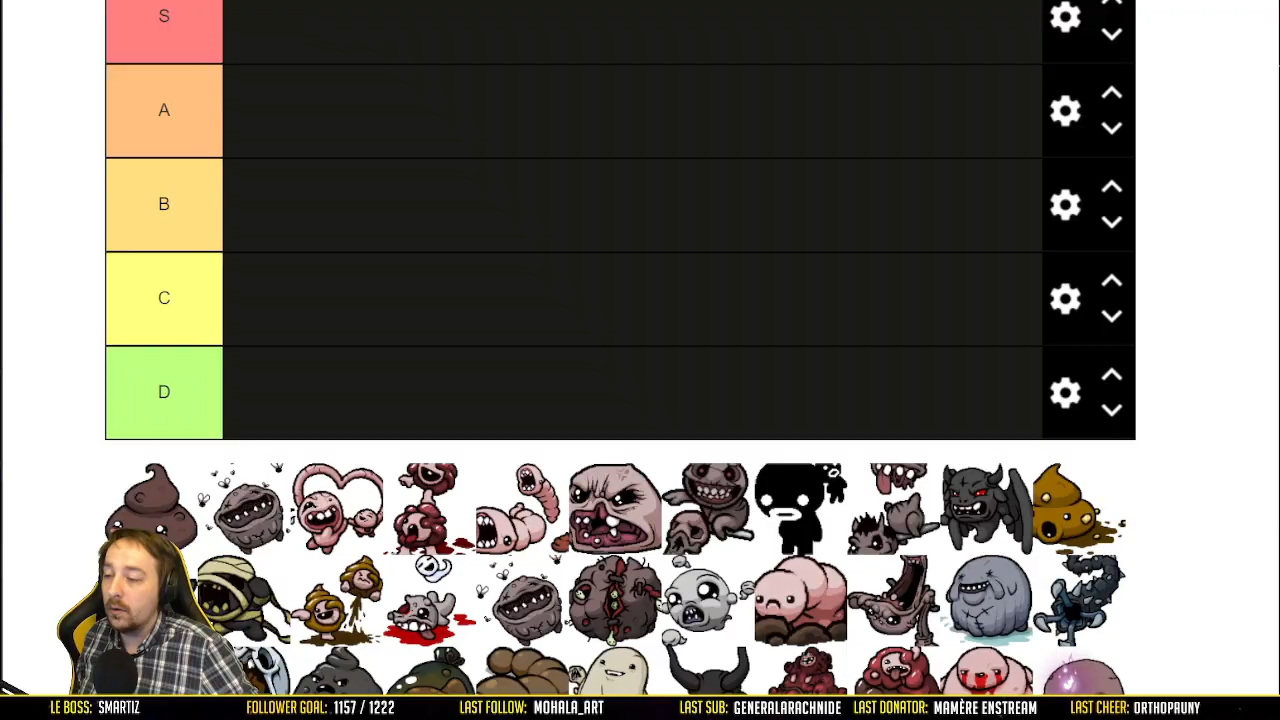 S
A
B
C
D
LE BOSS: SMARTIZ FOLLOWER GOAL: 1157 / 1222 LAST FOLLOW: MOHALA_ART LAST SUB: GENERALARACHNIDE LAST DONATOR: MAMÈRE ENSTREAM LAST CHEER: ORTHOPAUNY